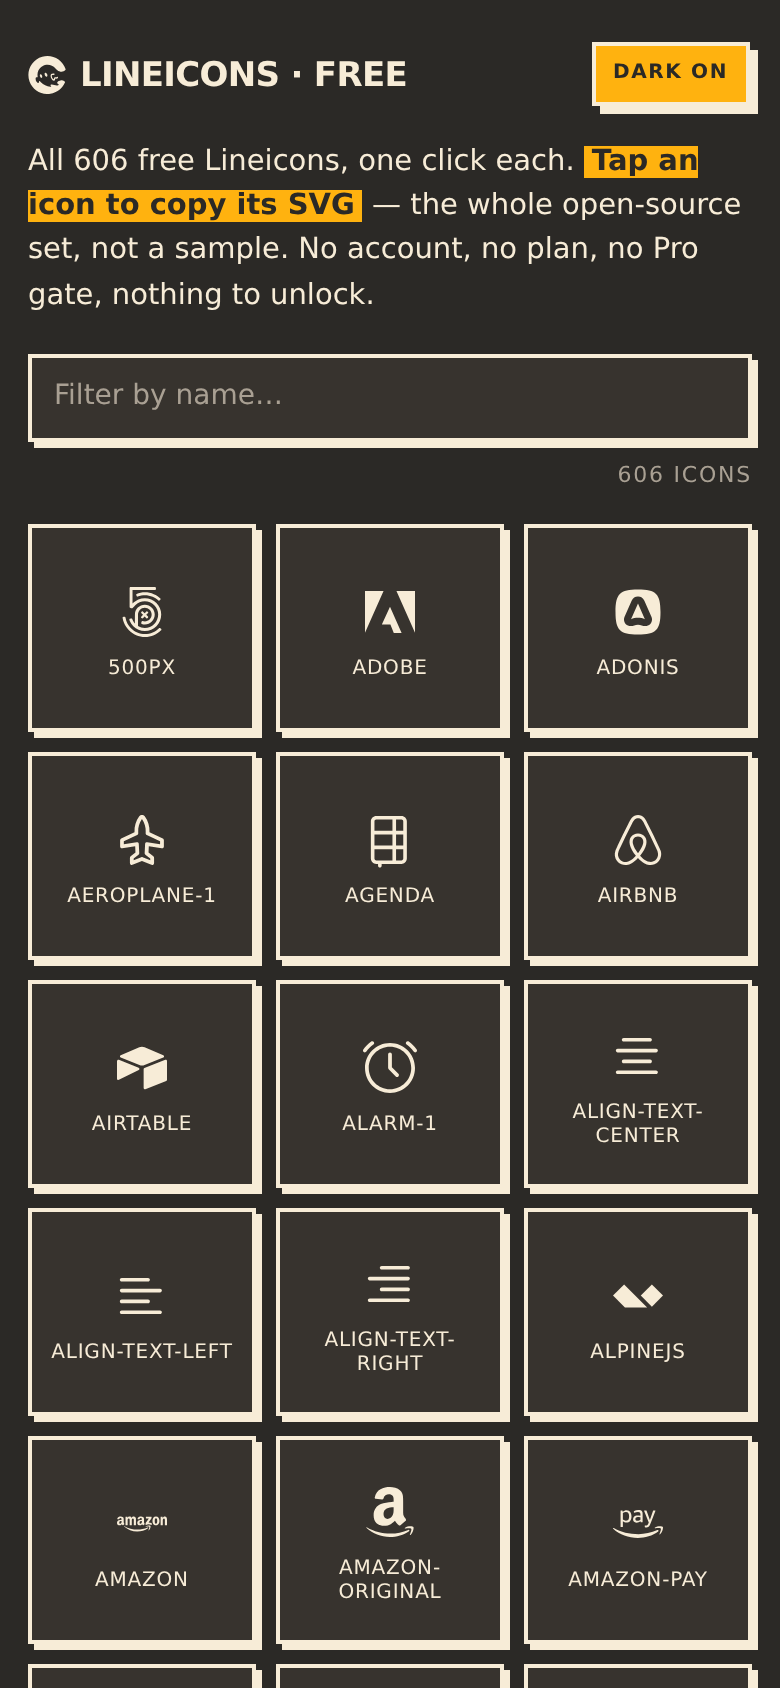 LINEICONS · FREE
DARK ON
All 606 free Lineicons, one click each. Tap an
icon to copy its SVG — the whole open-source
set, not a sample. No account, no plan, no Pro
gate, nothing to unlock.
Filter by name…
606 ICONS
500PX
ADOBE
ADONIS
AEROPLANE-1
AGENDA
AIRBNB
AIRTABLE
ALARM-1
ALIGN-TEXT-
CENTER
ALIGN-TEXT-LEFT
ALIGN-TEXT-
RIGHT
ALPINEJS
amazon
AMAZON
a
AMAZON-
ORIGINAL
pay
AMAZON-PAY